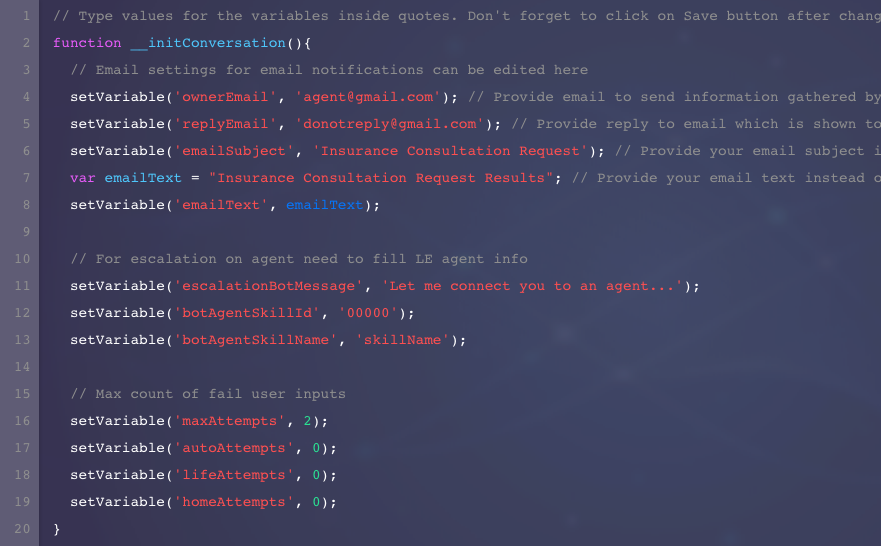 1 // Type values for the variables inside quotes. Don't forget to click on Save button after chang
2 function __initConversation(){
3 // Email settings for email notifications can be edited here
4 setVariable('ownerEmail', 'agent@gmail.com'); // Provide email to send information gathered by
5 setVariable('replyEmail', 'donotreply@gmail.com'); // Provide reply to email which is shown to
6 setVariable('emailSubject', 'Insurance Consultation Request'); // Provide your email subject i
7 var emailText = "Insurance Consultation Request Results"; // Provide your email text instead o
8 setVariable('emailText', emailText);
9
10 // For escalation on agent need to fill LE agent info
11 setVariable('escalationBotMessage', 'Let me connect you to an agent...');
12 setVariable('botAgentSkillId', '00000');
13 setVariable('botAgentSkillName', 'skillName');
14
15 // Max count of fail user inputs
16 setVariable('maxAttempts', 2);
17 setVariable('autoAttempts', 0);
18 setVariable('lifeAttempts', 0);
19 setVariable('homeAttempts', 0);
20 }